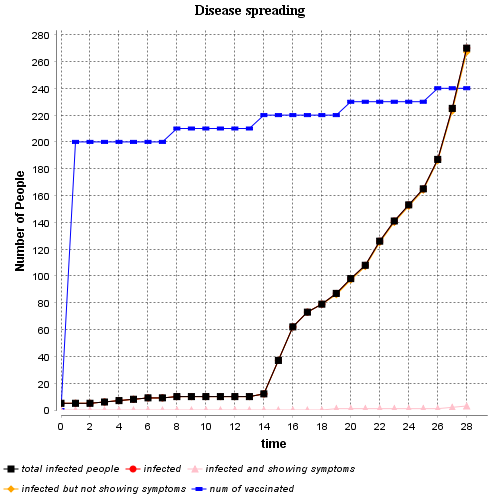 Disease spreading
280
260
240
220
200
180
160
140
120
100
80
60
40
20
0
Number of People
0 2 4 6 8 10 12 14 16 18 20 22 24 26 28
time
total infected people infected infected and showing symptoms
infected but not showing symptoms num of vaccinated